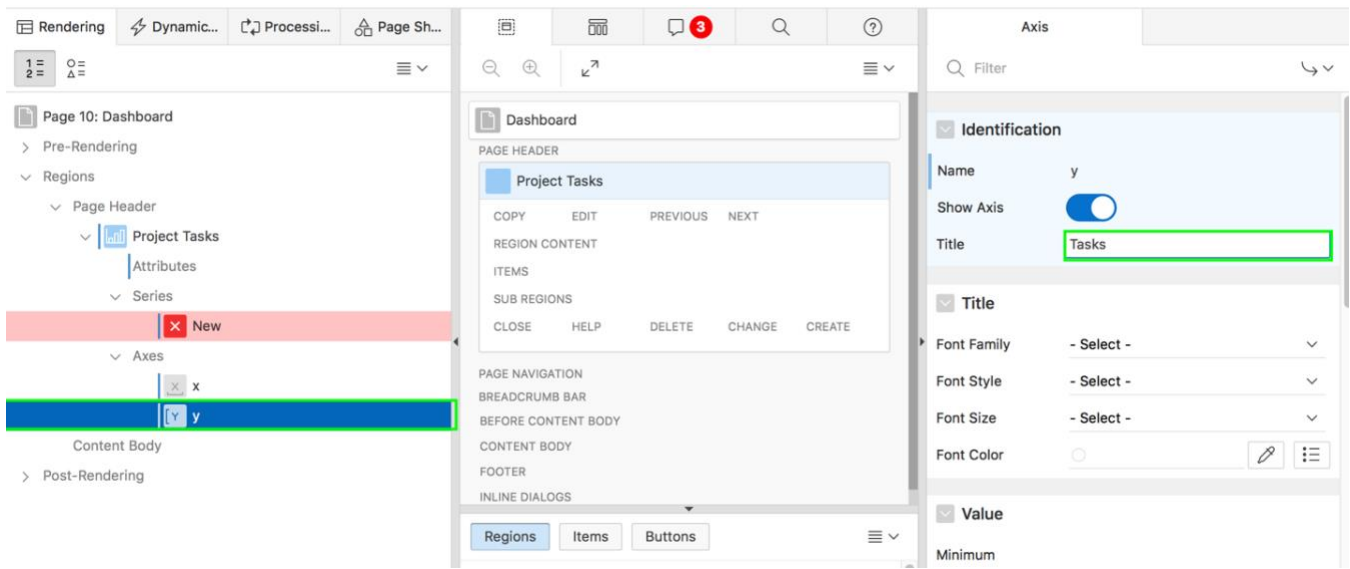 Rendering
Dynamic...
Processi...
Page Sh...
Page 10: Dashboard
Pre-Rendering
Regions
Page Header
Project Tasks
Attributes
Series
New
Axes
x
y
Content Body
Post-Rendering
3
Dashboard
PAGE HEADER
Project Tasks
COPY EDIT PREVIOUS NEXT
REGION CONTENT
ITEMS
SUB REGIONS
CLOSE HELP DELETE CHANGE CREATE
PAGE NAVIGATION
BREADCRUMB BAR
BEFORE CONTENT BODY
CONTENT BODY
FOOTER
INLINE DIALOGS
Regions Items Buttons
Axis
Filter
Identification
Name y
Show Axis
Title Tasks
Title
Font Family - Select -
Font Style - Select -
Font Size - Select -
Font Color
Value
Minimum